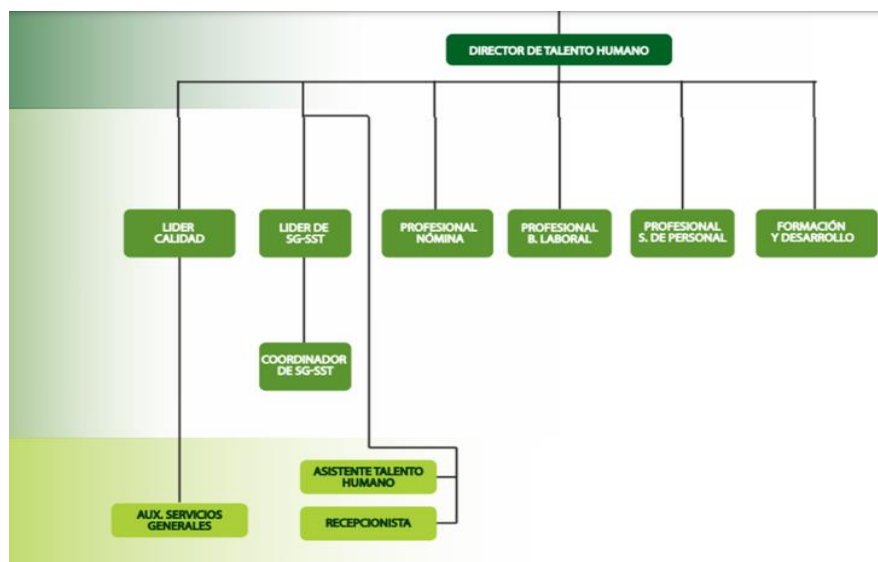 DIRECTOR DE TALENTO HUMANO
LIDER
CALIDAD
LIDER DE
SG-SST
PROFESIONAL
NÓMINA
PROFESIONAL
B. LABORAL
PROFESIONAL
S. DE PERSONAL
FORMACIÓN
Y DESARROLLO
COORDINADOR
DE SG-SST
ASISTENTE TALENTO
HUMANO
AUX. SERVICIOS
GENERALES
RECEPCIONISTA